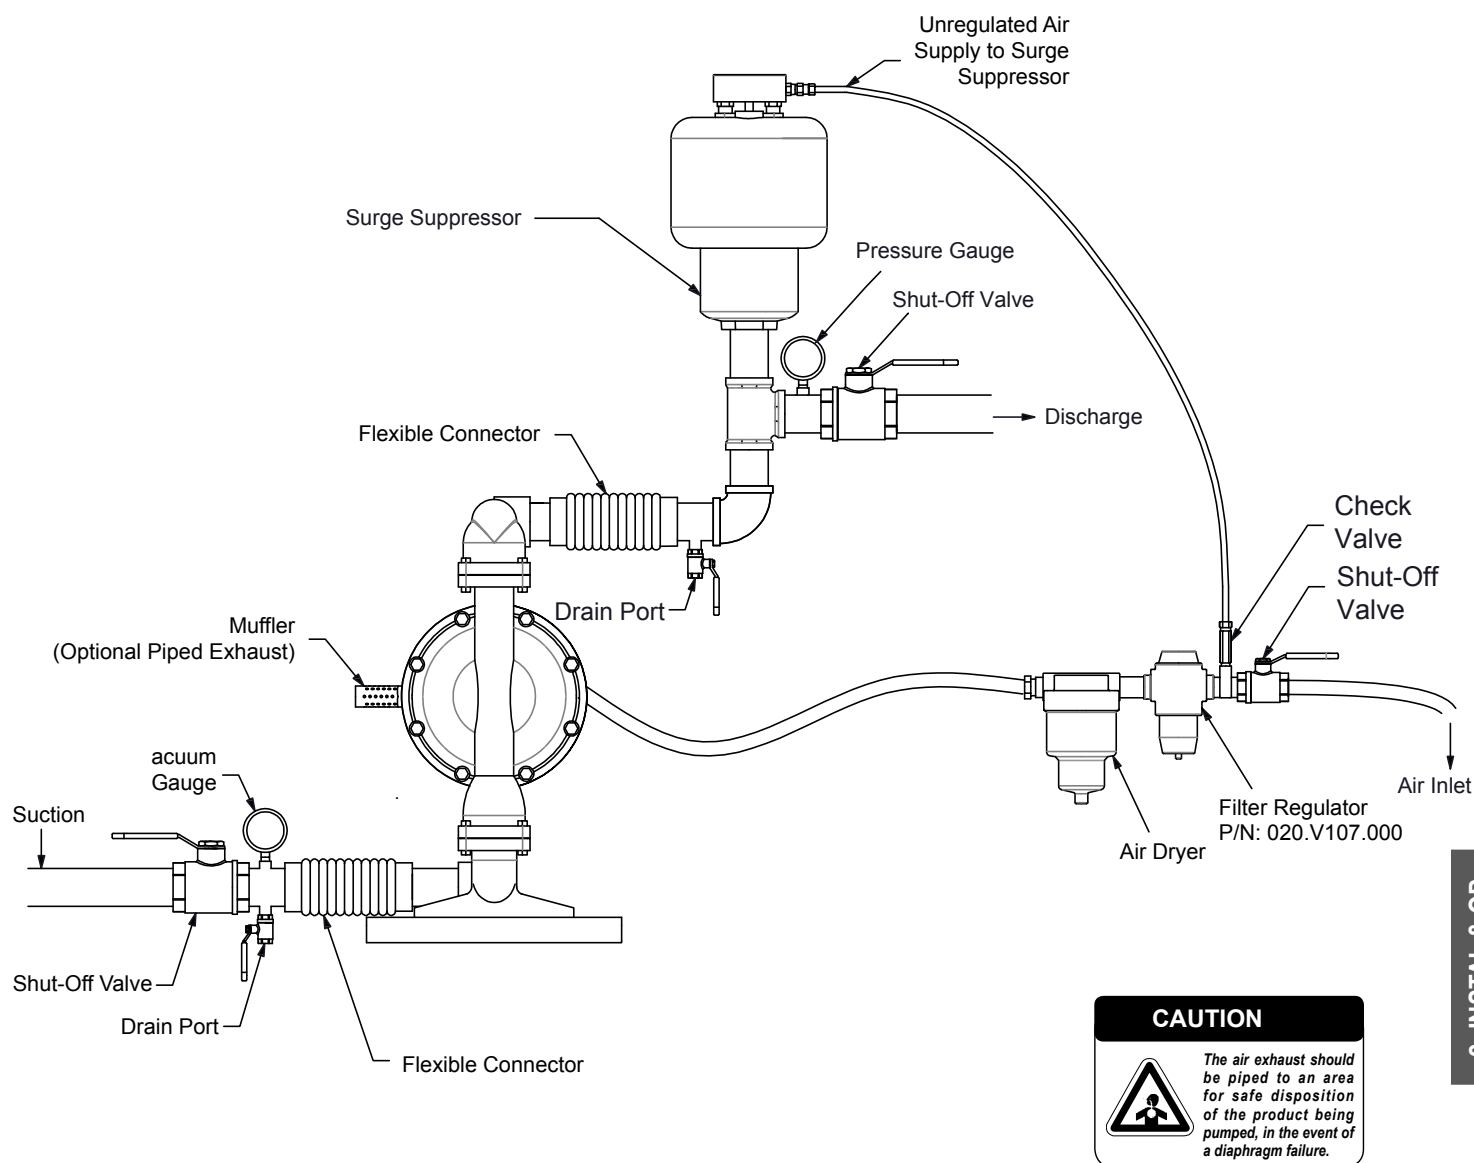 Unregulated Air
Supply to Surge
Suppressor
Surge Suppressor
Pressure Gauge
Shut-Off Valve
Discharge
Flexible Connector
Check
Valve
Shut-Off
Valve
Drain Port
Muffler
(Optional Piped Exhaust)
acuum
Gauge
Suction
Air Inlet
Filter Regulator
P/N: 020.V107.000
Air Dryer
Shut-Off Valve
Drain Port
Flexible Connector
CAUTION
The air exhaust should
be piped to an area
for safe disposition
of the product being
pumped, in the event of
a diaphragm failure.
INSTAL & OP